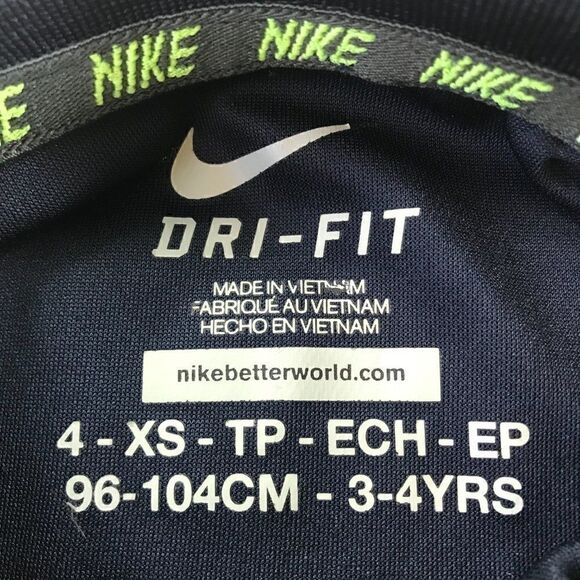 NIKE NIKE NIKE NIKE
DRI-FIT
MADE IN VIETNAM
FABRIQUÉ AU VIETNAM
HECHO EN VIETNAM
nikebetterworld.com
4 - XS - TP - ECH - EP
96-104CM - 3-4YRS